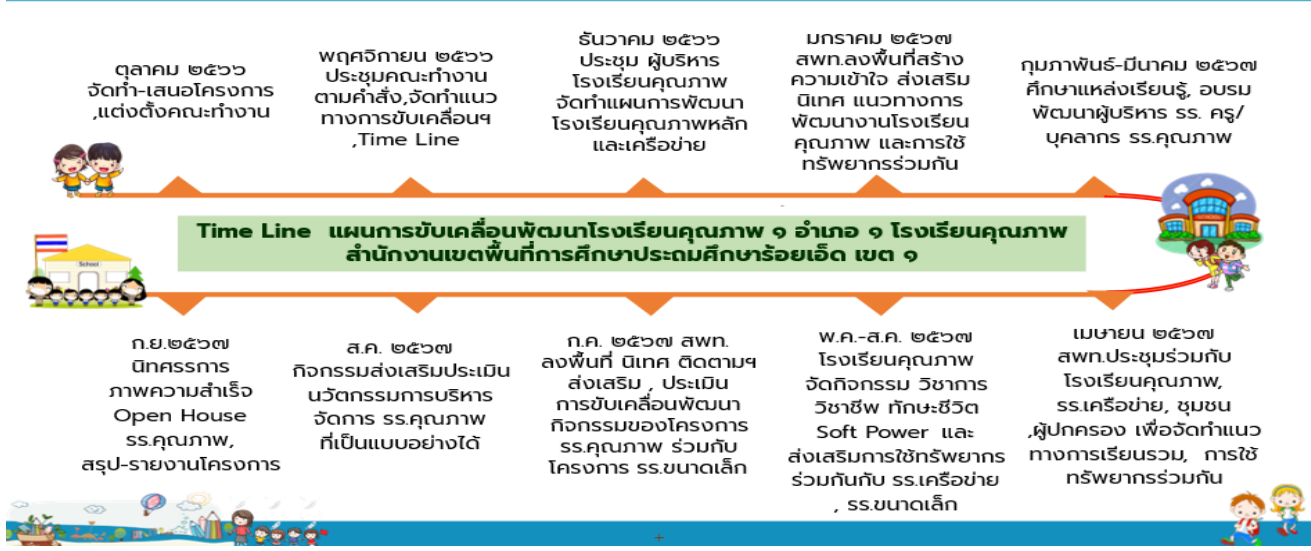 ตุลาคม ๒๕๖๖
จัดทำ-เสนอโครงการ
,แต่งตั้งคณะทำงาน
พฤศจิกายน ๒๕๖๖
ประชุมคณะทำงาน
ตามคำสั่ง,จัดทำแนว
ทางการขับเคลื่อนฯ
,Time Line
ธันวาคม ๒๕๖๖
ประชุม ผู้บริหาร
โรงเรียนคุณภาพ
จัดทำแผนการพัฒนา
โรงเรียนคุณภาพหลัก
และเครือข่าย
มกราคม ๒๕๖๗
สพท.ลงพื้นที่สร้าง
ความเข้าใจ ส่งเสริม
นิเทศ แนวทางการ
พัฒนางานโรงเรียน
คุณภาพ และการใช้
ทรัพยากรร่วมกัน
กุมภาพันธ์-มีนาคม ๒๕๖๗
ศึกษาแหล่งเรียนรู้, อบรม
พัฒนาผู้บริหาร รร. ครู/
บุคลากร รร.คุณภาพ
Time Line แผนการขับเคลื่อนพัฒนาโรงเรียนคุณภาพ ๑ อำเภอ ๑ โรงเรียนคุณภาพ
สำนักงานเขตพื้นที่การศึกษาประถมศึกษาร้อยเอ็ด เขต ๑
School
เมษายน ๒๕๖๗
สพท.ประชุมร่วมกับ
โรงเรียนคุณภาพ,
รร.เครือข่าย, ชุมชน
,ผู้ปกครอง เพื่อจัดทำแนว
ทางการเรียนรวม, การใช้
ทรัพยากรร่วมกัน
พ.ค.-ส.ค. ๒๕๖๗
โรงเรียนคุณภาพ
จัดกิจกรรม วิชาการ
วิชาชีพ ทักษะชีวิต
Soft Power และ
ส่งเสริมการใช้ทรัพยากร
ร่วมกันกับ รร.เครือข่าย
, รร.ขนาดเล็ก
ก.ค. ๒๕๖๗ สพท.
ลงพื้นที่ นิเทศ ติดตามฯ
ส่งเสริม , ประเมิน
การขับเคลื่อนพัฒนา
กิจกรรมของโครงการ
รร.คุณภาพ ร่วมกับ
โครงการ รร.ขนาดเล็ก
ส.ค. ๒๕๖๗
กิจกรรมส่งเสริมประเมิน
นวัตกรรมการบริหาร
จัดการ รร.คุณภาพ
ที่เป็นแบบอย่างได้
ก.ย.๒๕๖๗
นิทศรรการ
ภาพความสำเร็จ
Open House
รร.คุณภาพ,
สรุป-รายงานโครงการ